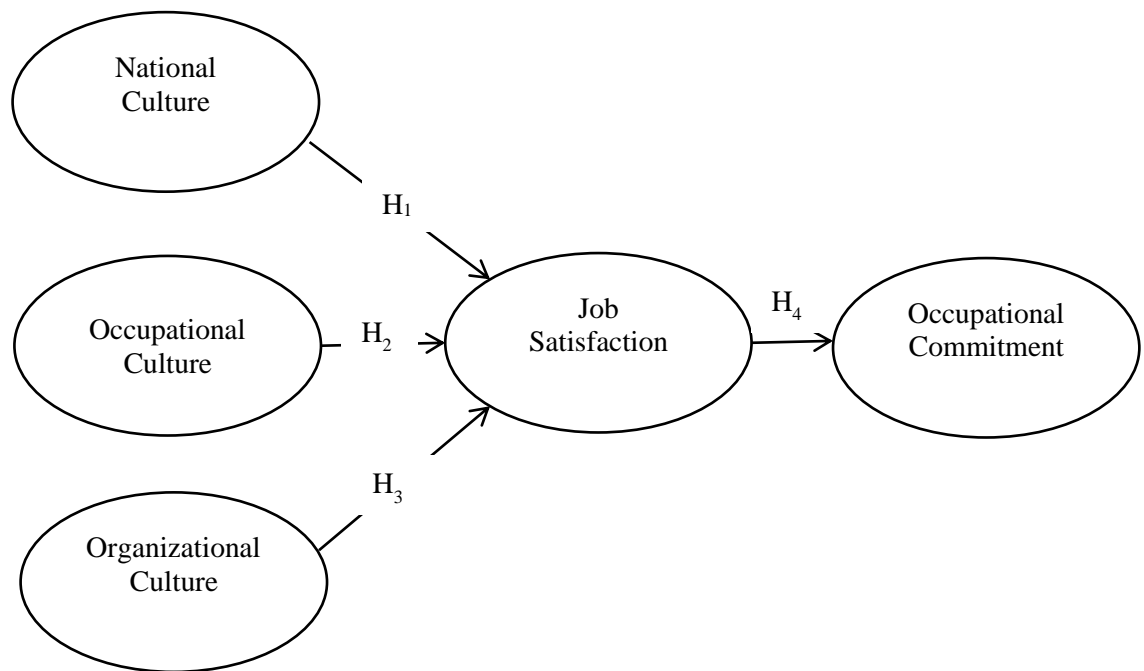 National
Culture
H₁
Occupational
Culture
H₂
Job
Satisfaction
H₄
Occupational
Commitment
H₃
Organizational
Culture